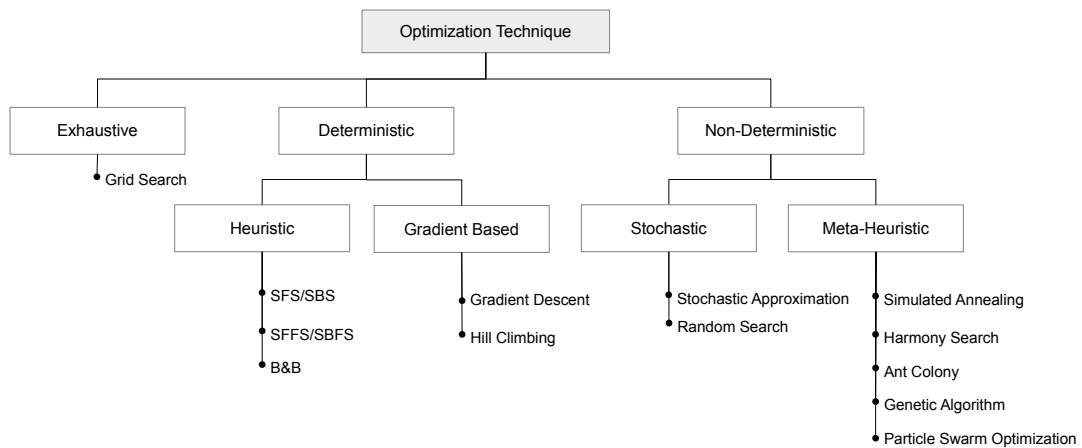 Optimization Technique
Exhaustive
Deterministic
Non-Deterministic
Grid Search
Heuristic
Gradient Based
Stochastic
Meta-Heuristic
SFS/SBS
SFFS/SBFS
B&B
Gradient Descent
Hill Climbing
Stochastic Approximation
Random Search
Simulated Annealing
Harmony Search
Ant Colony
Genetic Algorithm
Particle Swarm Optimization